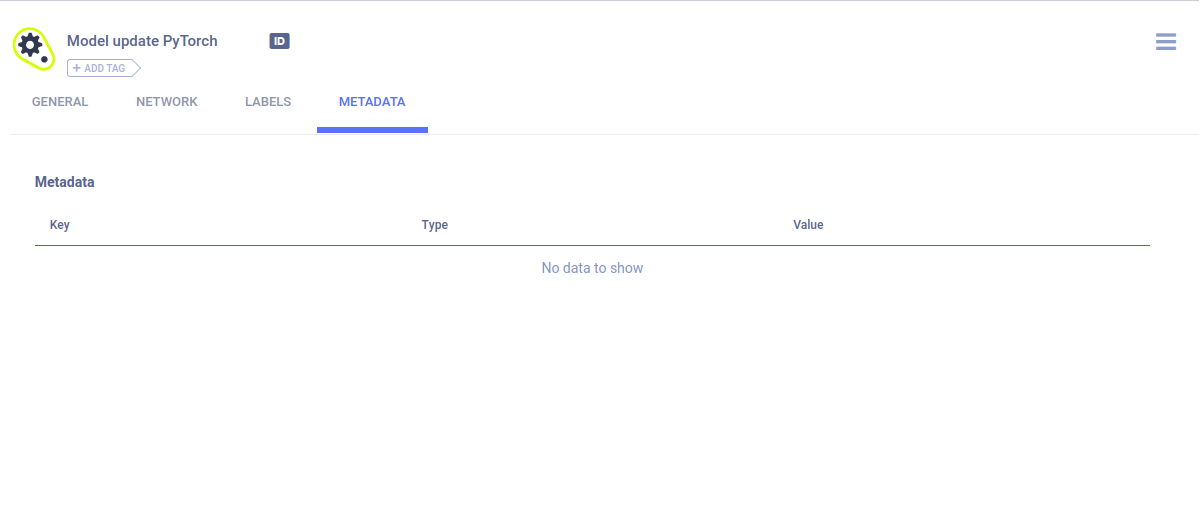 Model update PyTorch ID
+ ADD TAG
GENERAL NETWORK LABELS METADATA
Metadata
Key Type Value
No data to show